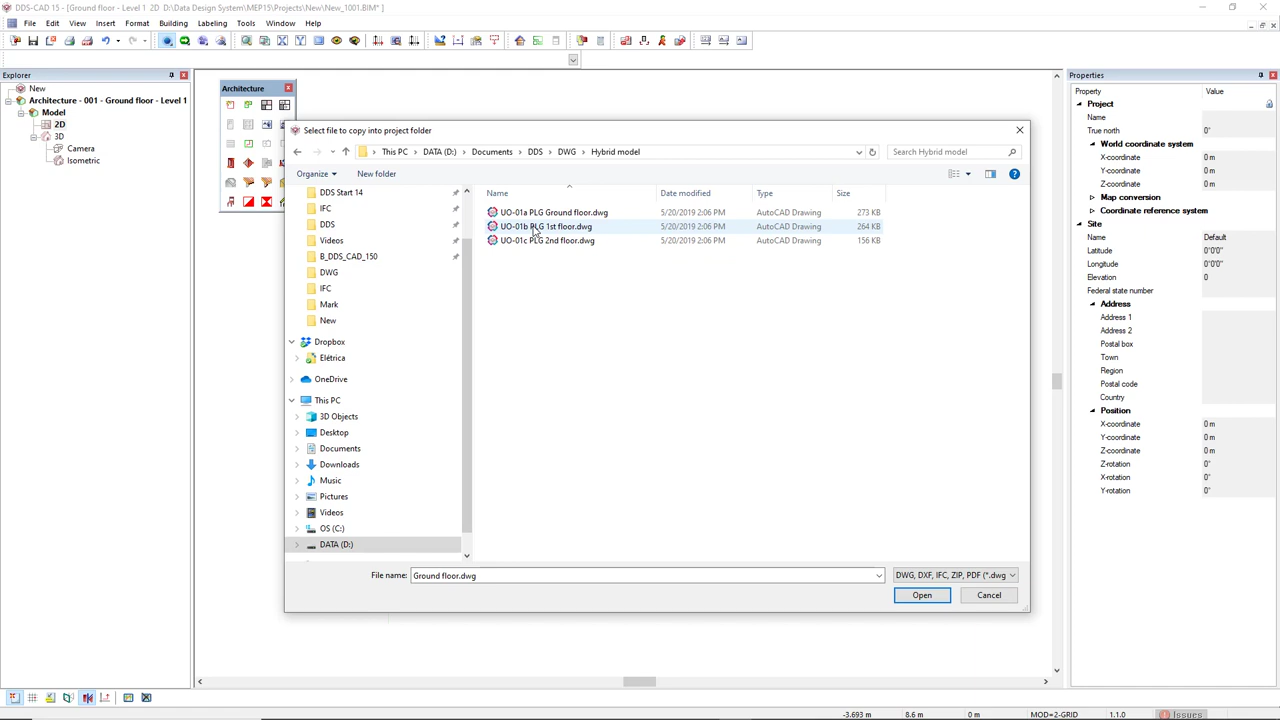 DDS-CAD 15 - [Ground floor - Level 1 2D D:\Data Design System\MEP15\Projects\New\New_1001.BIM*]
File Edit View Insert Format Building Labeling Tools Window Help
Explorer
New
Architecture - 001 - Ground floor - Level 1
Model
2D
3D
Camera
Isometric
Architecture
Select file to copy into project folder
This PC > DATA (D:) > Documents > DDS > DWG > Hybrid model
Search Hybrid model
Organize
New folder
DDS Start 14
IFC
DDS
Videos
B_DDS_CAD_150
DWG
IFC
Mark
New
Dropbox
Elétrica
OneDrive
This PC
3D Objects
Desktop
Documents
Downloads
Music
Pictures
Videos
OS (C:)
DATA (D:)
Name Date modified Type Size
UO-01a PLG Ground floor.dwg 5/20/2019 2:06 PM AutoCAD Drawing 273 KB
UO-01b PLG 1st floor.dwg 5/20/2019 2:06 PM AutoCAD Drawing 264 KB
UO-01c PLG 2nd floor.dwg 5/20/2019 2:06 PM AutoCAD Drawing 156 KB
File name: Ground floor.dwg
DWG, DXF, IFC, ZIP, PDF (*.dwg
Open
Cancel
Properties
Property Value
Project
Name
True north 0°
World coordinate system
X-coordinate 0 m
Y-coordinate 0 m
Z-coordinate 0 m
Map conversion
Coordinate reference system
Site
Name Default
Latitude 0°0'0"
Longitude 0°0'0"
Elevation 0
Federal state number
Address
Address 1
Address 2
Postal box
Town
Region
Postal code
Country
Position
X-coordinate 0 m
Y-coordinate 0 m
Z-coordinate 0 m
Z-rotation 0°
X-rotation 0°
Y-rotation 0°
-3.693 m 8.6 m 0 m MOD=2-GRID 1.1.0 Issues